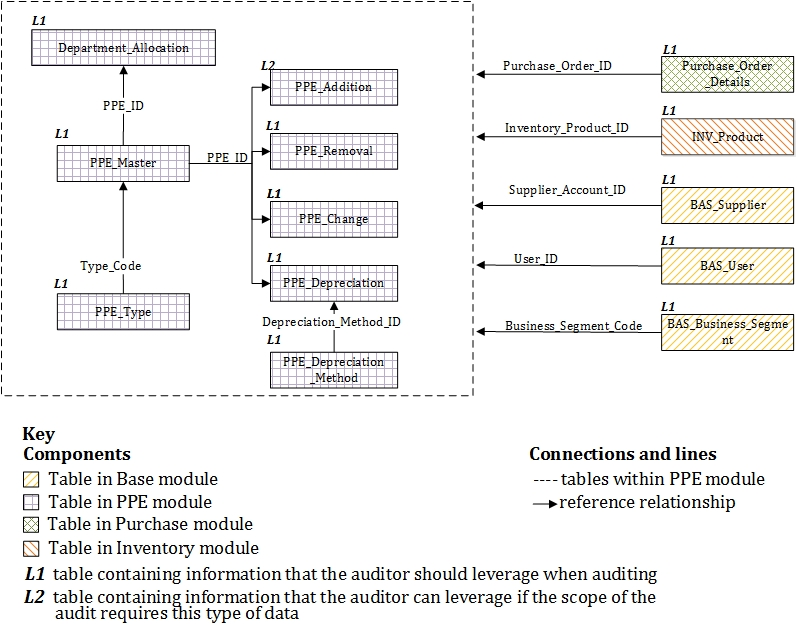 L1
Department_Allocation
PPE_ID
L1
PPE_Master
PPE_ID
Type_Code
L1
PPE_Type
L2
PPE_Addition
L1
PPE_Removal
L1
PPE_Change
L1
PPE_Depreciation
Depreciation_Method_ID
L1
PPE_Depreciation
_Method
Purchase_Order_ID
L1
Purchase_Order
_Details
Inventory_Product_ID
L1
INV_Product
Supplier_Account_ID
L1
BAS_Supplier
User_ID
L1
BAS_User
Business_Segment_Code
L1
BAS_Business_Segme
nt
Key
Components
Table in Base module
Table in PPE module
Table in Purchase module
Table in Inventory module
Connections and lines
---- tables within PPE module
reference relationship
L1 table containing information that the auditor should leverage when auditing
L2 table containing information that the auditor can leverage if the scope of the
audit requires this type of data